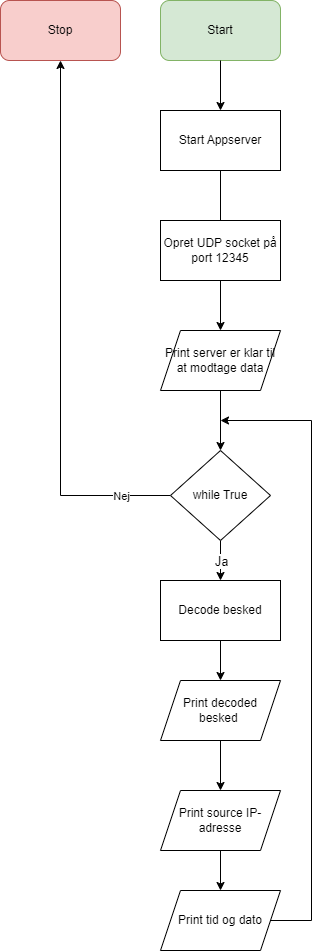 Stop
Start
Start Appserver
Opret UDP socket på
port 12345
Print server er klar til
at modtage data
while True
Nej
Ja
Decode besked
Print decoded
besked
Print source IP-
adresse
Print tid og dato